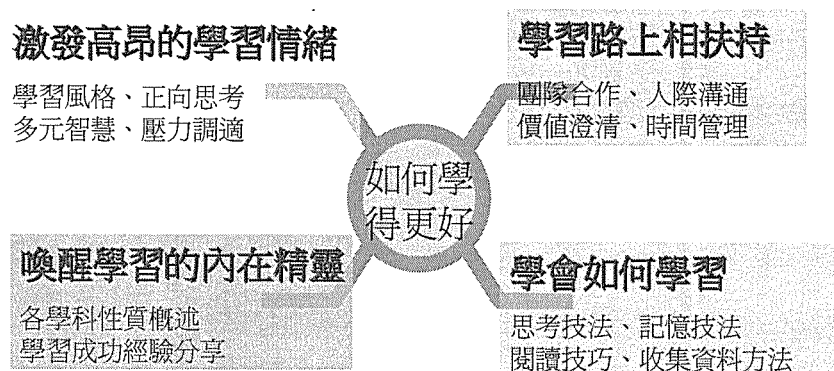 激發高昂的學習情緒
學習風格、正向思考
多元智慧、壓力調適
學習路上相扶持
團隊合作、人際溝通
價值澄清、時間管理
如何學
得更好
喚醒學習的內在精靈
各學科性質概述
學習成功經驗分享
學會如何學習
思考技法、記憶技法
閱讀技巧、收集資料方法